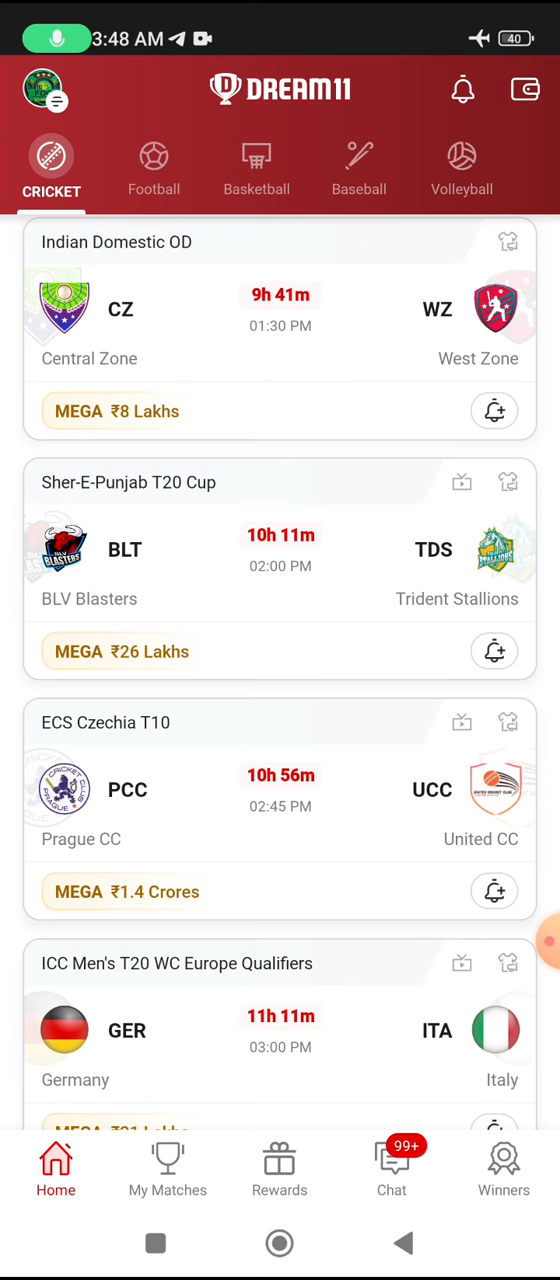 3:48 AM
40
DREAM11
CRICKET
Football
Basketball
Baseball
Volleyball
Indian Domestic OD
CZ
9h 41m
WZ
01:30 PM
Central Zone
West Zone
MEGA ₹8 Lakhs
Sher-E-Punjab T20 Cup
BLT
10h 11m
TDS
02:00 PM
BLV Blasters
Trident Stallions
MEGA ₹26 Lakhs
ECS Czechia T10
PCC
10h 56m
UCC
02:45 PM
Prague CC
United CC
MEGA ₹1.4 Crores
ICC Men's T20 WC Europe Qualifiers
GER
11h 11m
ITA
03:00 PM
Germany
Italy
99+
Home
My Matches
Rewards
Chat
Winners